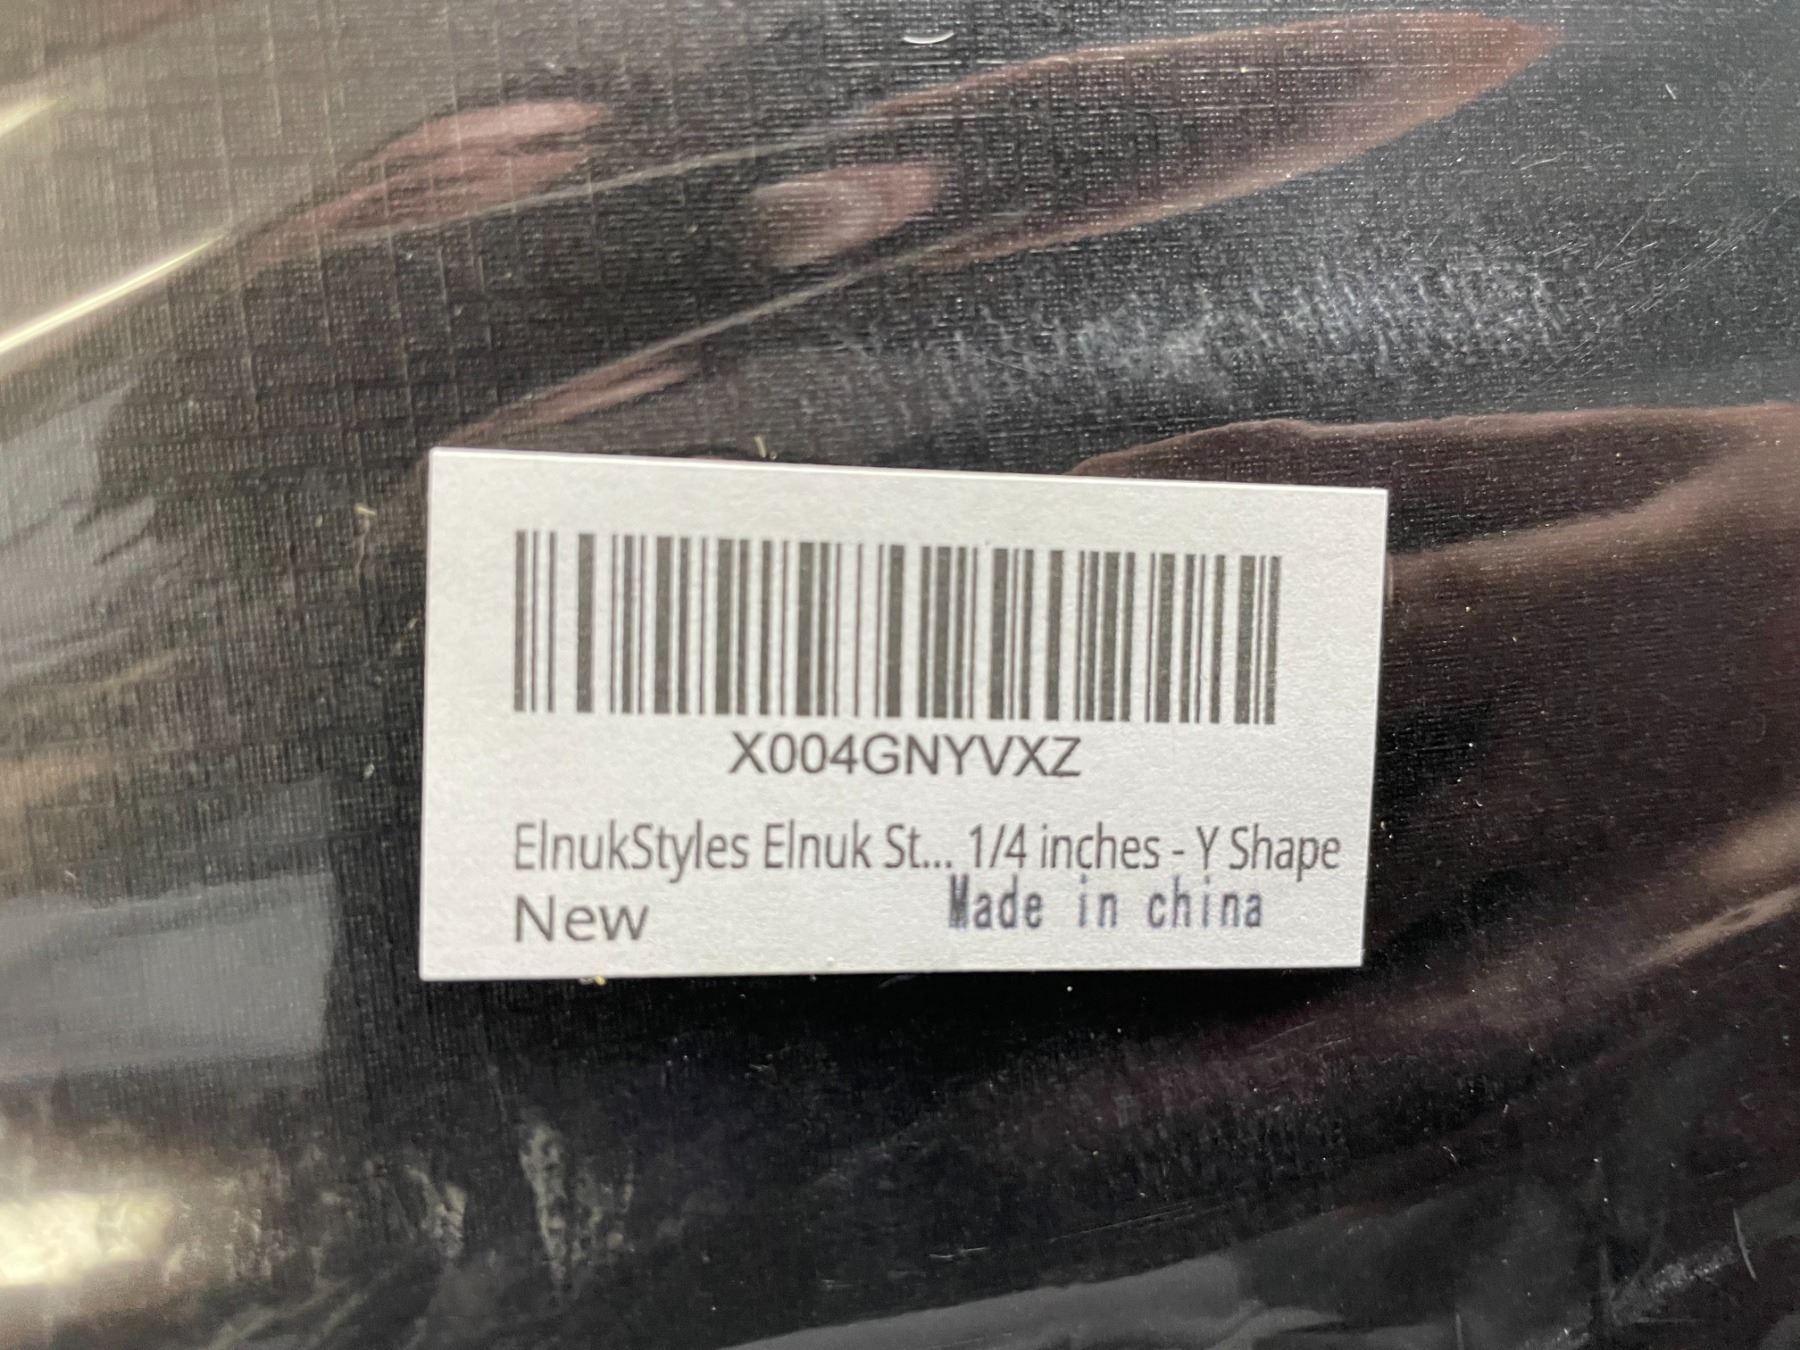 X004GNYVXZ
ElnukStyles Elnuk St... 1/4 inches - Y Shape
New
Made in china